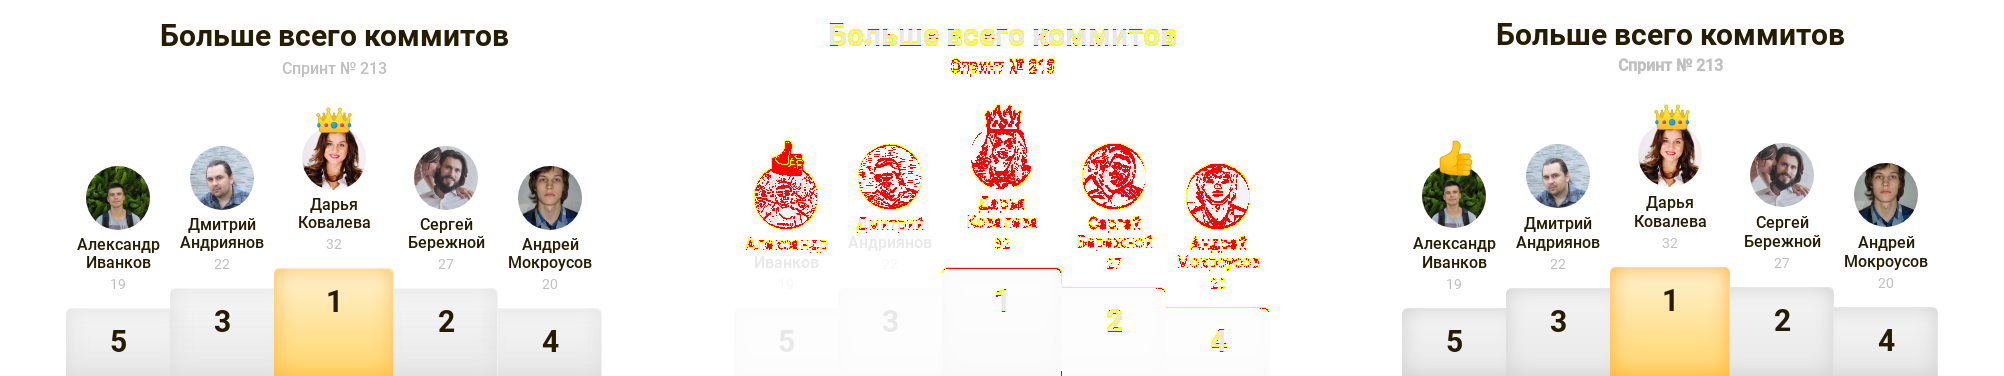 Больше всего коммитов
Спринт № 213
Дарья
Ковалева
32
Дмитрий
Андриянов
22
Сергей
Бережной
27
Александр
Иванков
19
Андрей
Мокроусов
20
5
3
1
2
4
Больше всего коммитов
Спринт № 213
Дарья
Ковалева
32
Дмитрий
Андриянов
22
Сергей
Бережной
27
Александр
Иванков
19
Андрей
Мокроусов
20
5
3
1
2
4
Больше всего коммитов
Спринт № 213
Дарья
Ковалева
32
Дмитрий
Андриянов
22
Сергей
Бережной
27
Александр
Иванков
19
Андрей
Мокроусов
20
5
3
1
2
4